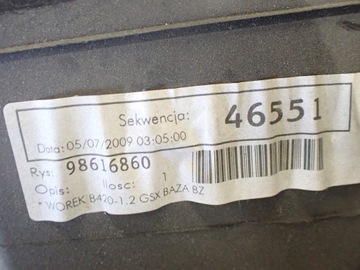 Sekwencja: 46551
Data: 05/07/2009 03:05:00
Rys: 98616860
Opis: Ilosc: 1
* WOREK B420-1.2 GSX BAZA BZ